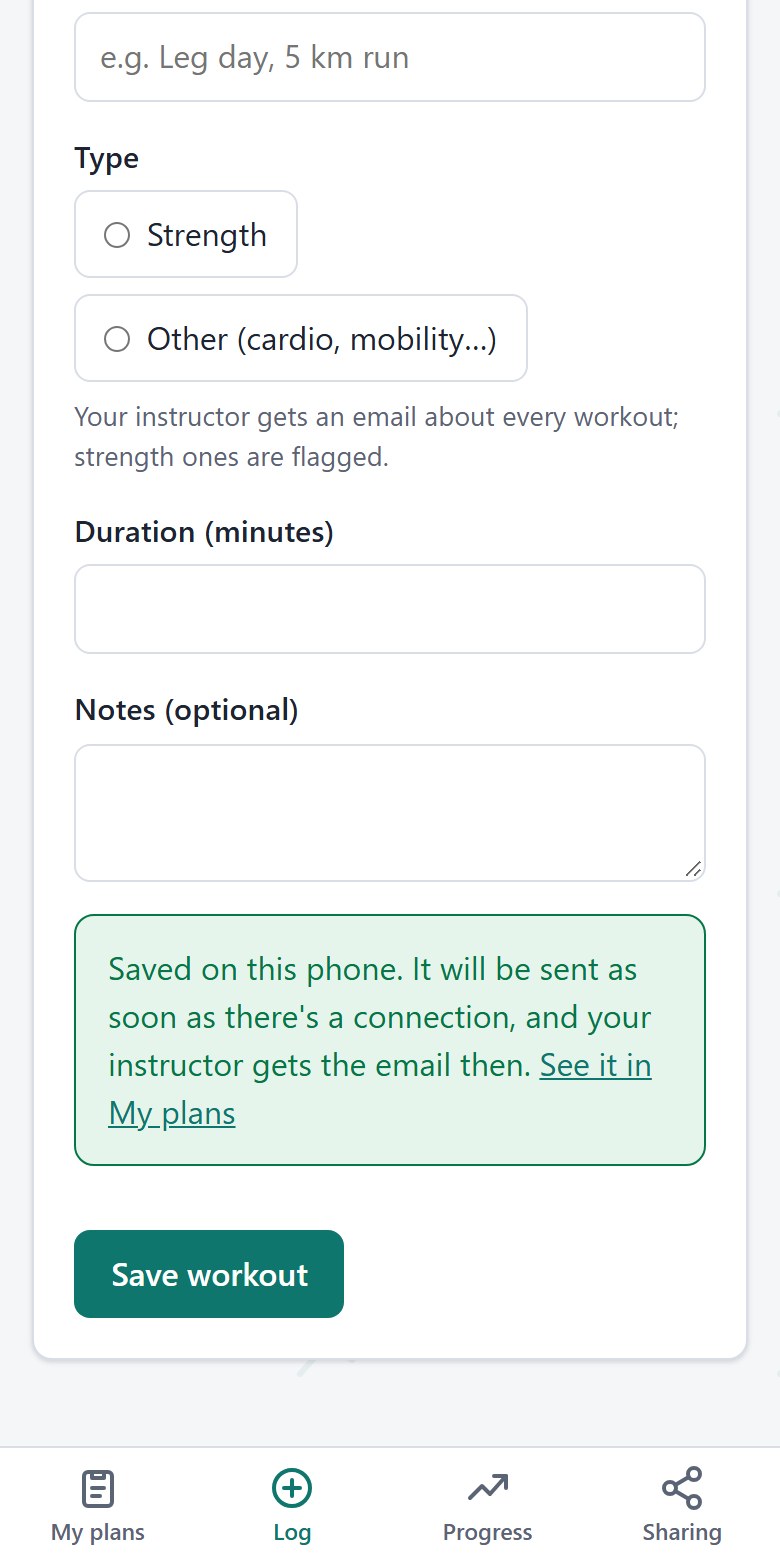 e.g. Leg day, 5 km run
Type
Strength
Other (cardio, mobility...)
Your instructor gets an email about every workout;
strength ones are flagged.
Duration (minutes)
Notes (optional)
Saved on this phone. It will be sent as
soon as there's a connection, and your
instructor gets the email then. See it in
My plans
Save workout
My plans
Log
Progress
Sharing